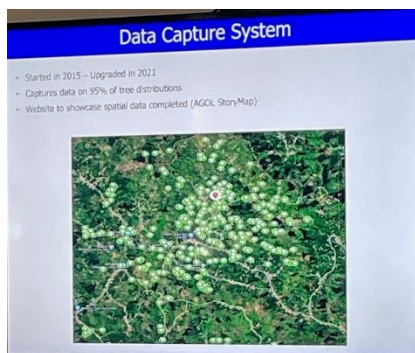 Data Capture System
• Started in 2015 – Upgraded in 2021
• Captures data on 95% of tree distributions
• Website to showcase spatial data completed (AGOL StoryMap)